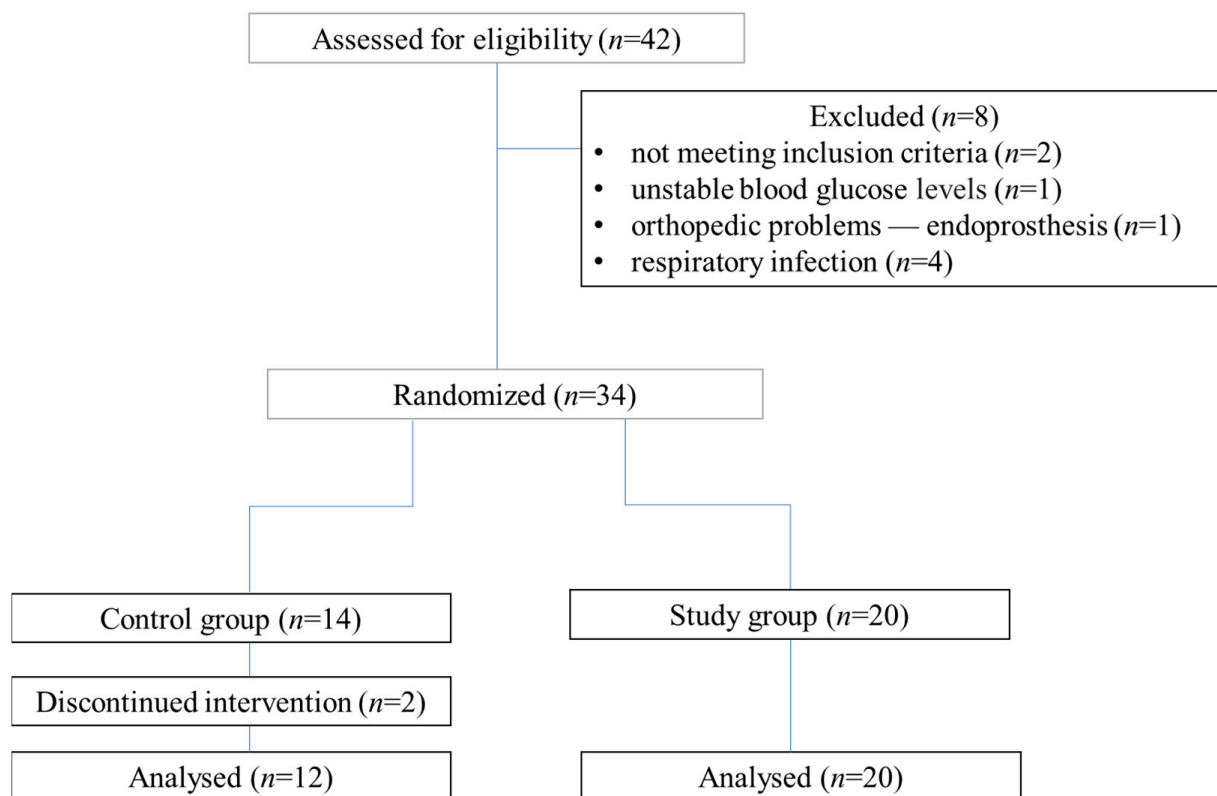 Assessed for eligibility (n=42)
Excluded (n=8)
• not meeting inclusion criteria (n=2)
• unstable blood glucose levels (n=1)
• orthopedic problems — endoprosthesis (n=1)
• respiratory infection (n=4)
Randomized (n=34)
Control group (n=14)
Study group (n=20)
Discontinued intervention (n=2)
Analysed (n=12)
Analysed (n=20)